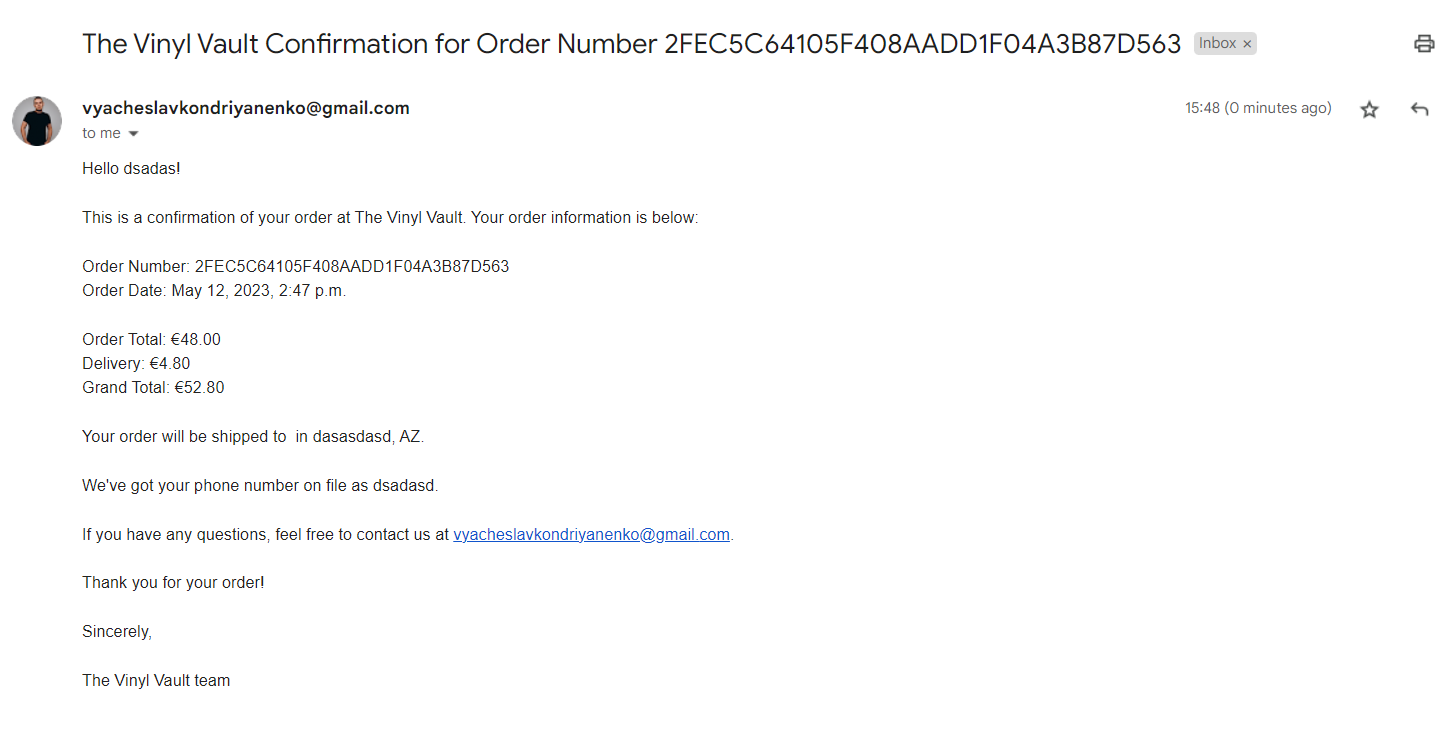 The Vinyl Vault Confirmation for Order Number 2FEC5C64105F408AADD1F04A3B87D563 Inbox ×
vyacheslavkondriyanenko@gmail.com 15:48 (0 minutes ago)
to me
Hello dsadas!
This is a confirmation of your order at The Vinyl Vault. Your order information is below:
Order Number: 2FEC5C64105F408AADD1F04A3B87D563
Order Date: May 12, 2023, 2:47 p.m.
Order Total: €48.00
Delivery: €4.80
Grand Total: €52.80
Your order will be shipped to  in dasasdasd, AZ.
We've got your phone number on file as dsadasd.
If you have any questions, feel free to contact us at vyacheslavkondriyanenko@gmail.com.
Thank you for your order!
Sincerely,
The Vinyl Vault team